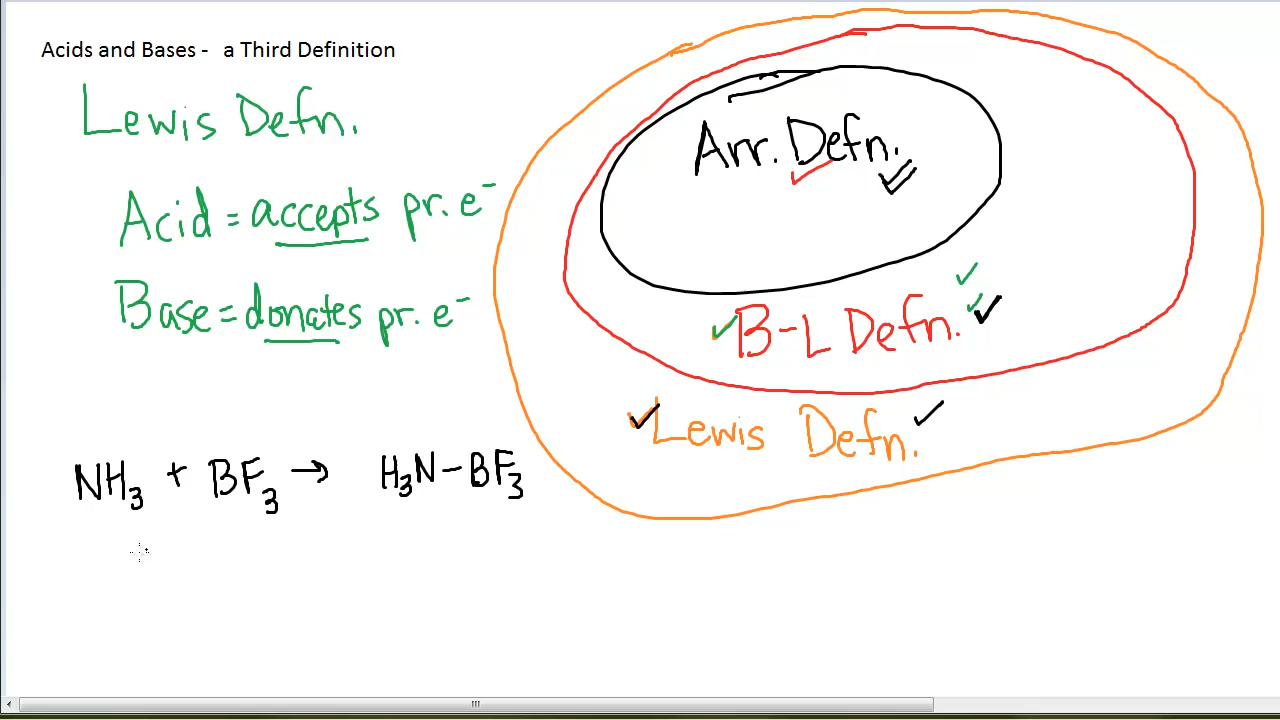 Acids and Bases - a Third Definition
Lewis Defn.
Acid = accepts pr. e⁻
Base = donates pr. e⁻
NH₃ + BF₃ → H₃N-BF₃
Arr. Defn.
B-L Defn.
Lewis Defn.